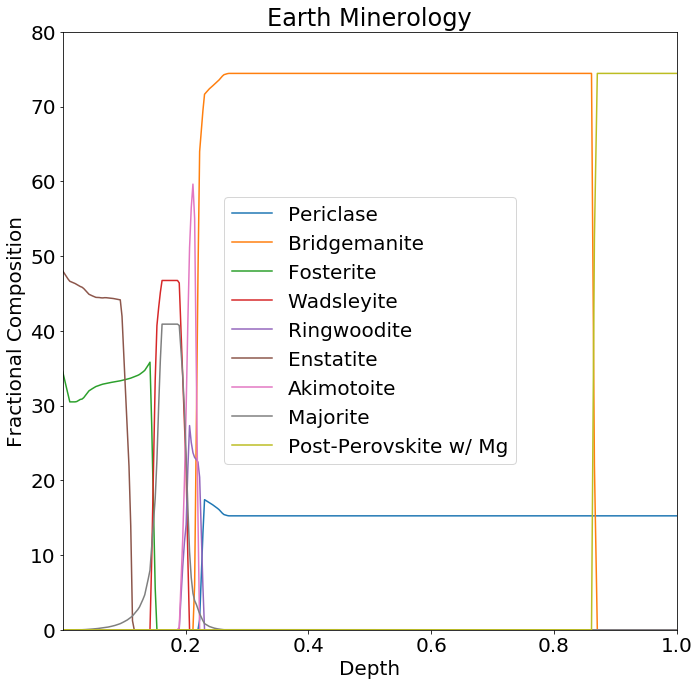 Earth Minerology
80
70
60
50
40
30
20
10
0
Fractional Composition
Periclase
Bridgemanite
Fosterite
Wadsleyite
Ringwoodite
Enstatite
Akimotoite
Majorite
Post-Perovskite w/ Mg
0.2
0.4
0.6
0.8
1.0
Depth